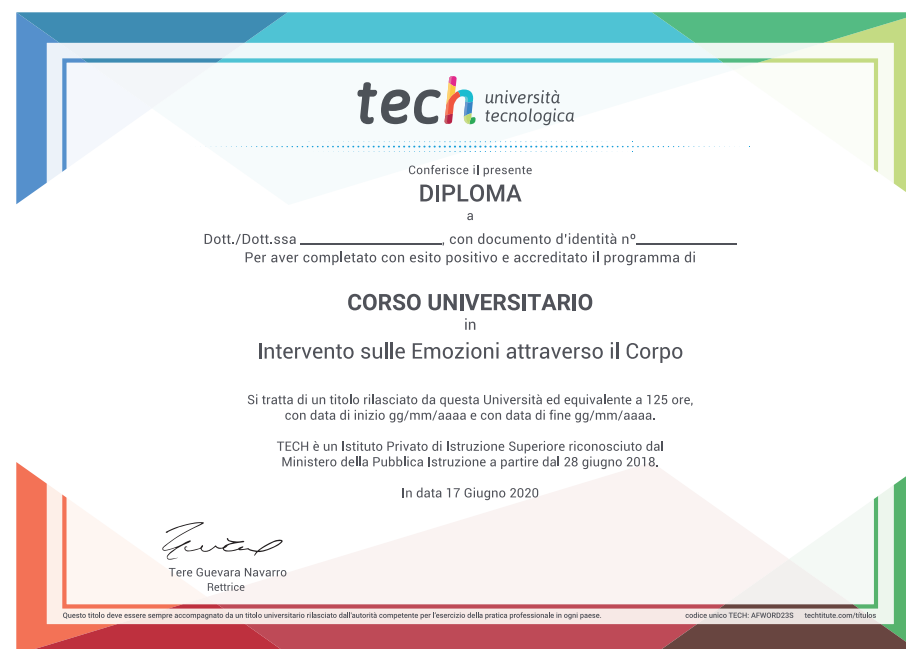 tech università
tecnologica
Conferisce il presente
DIPLOMA
a
Dott./Dott.ssa ________________, con documento d'identità nº____________
Per aver completato con esito positivo e accreditato il programma di
CORSO UNIVERSITARIO
in
Intervento sulle Emozioni attraverso il Corpo
Si tratta di un titolo rilasciato da questa Università ed equivalente a 125 ore,
con data di inizio gg/mm/aaaa e con data di fine gg/mm/aaaa.
TECH è un Istituto Privato di Istruzione Superiore riconosciuto dal
Ministero della Pubblica Istruzione a partire dal 28 giugno 2018.
In data 17 Giugno 2020
Tere Guevara Navarro
Rettrice
Questo titolo deve essere sempre accompagnato da un titolo universitario rilasciato dall'autorità competente per l'esercizio della pratica professionale in ogni paese. codice unico TECH: AFWORD23S techtitute.com/titulos